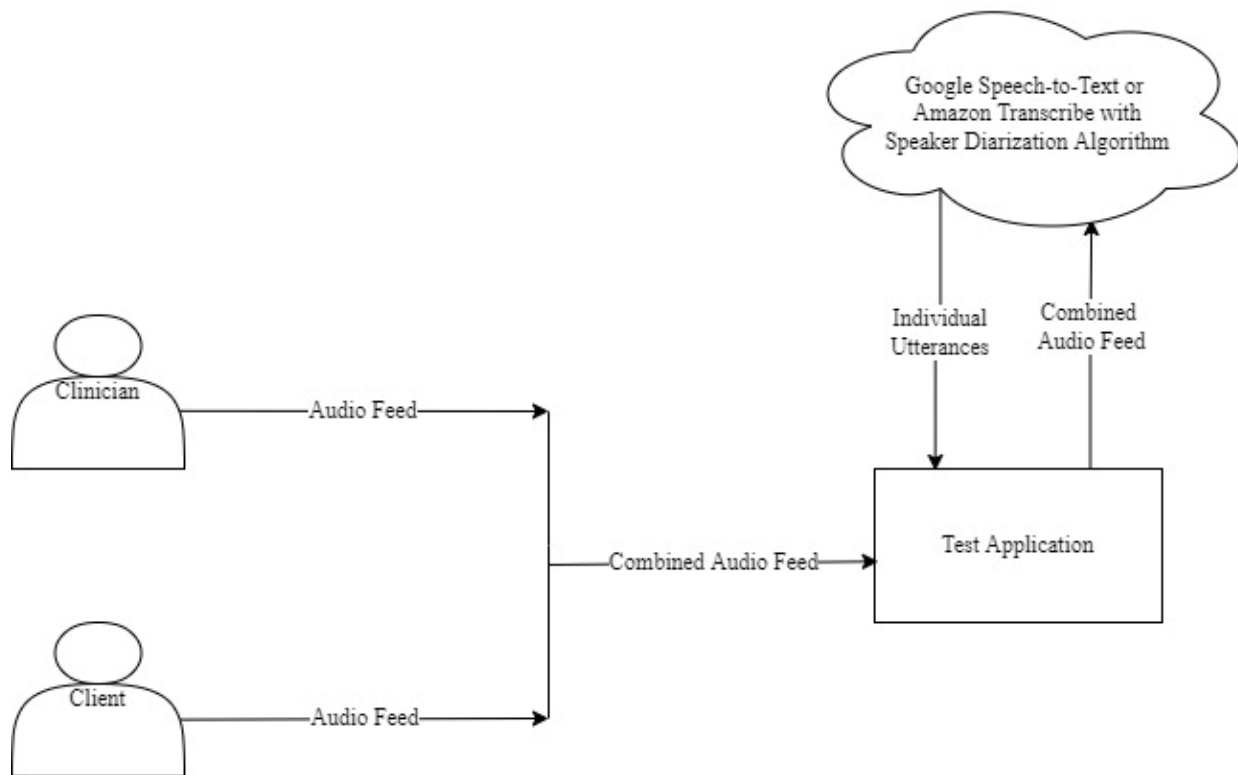 Google Speech-to-Text or
Amazon Transcribe with
Speaker Diarization Algorithm
Individual
Utterances
Combined
Audio Feed
Clinician
Audio Feed
Test Application
Combined Audio Feed
Client
Audio Feed